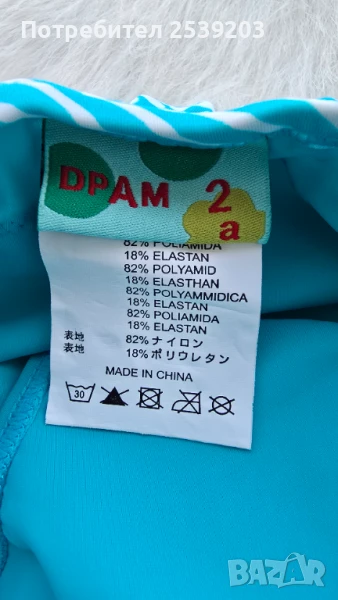 Потребител 2539203
DPAM 2
a
82% POLIAMIDA
18% ELASTAN
82% POLYAMID
18% ELASTHAN
82% POLYAMMIDICA
18% ELASTAN
82% POLIAMIDA
18% ELASTAN
表地 82% ナイロン
表地 18% ポリウレタン
MADE IN CHINA
30
BAZAR